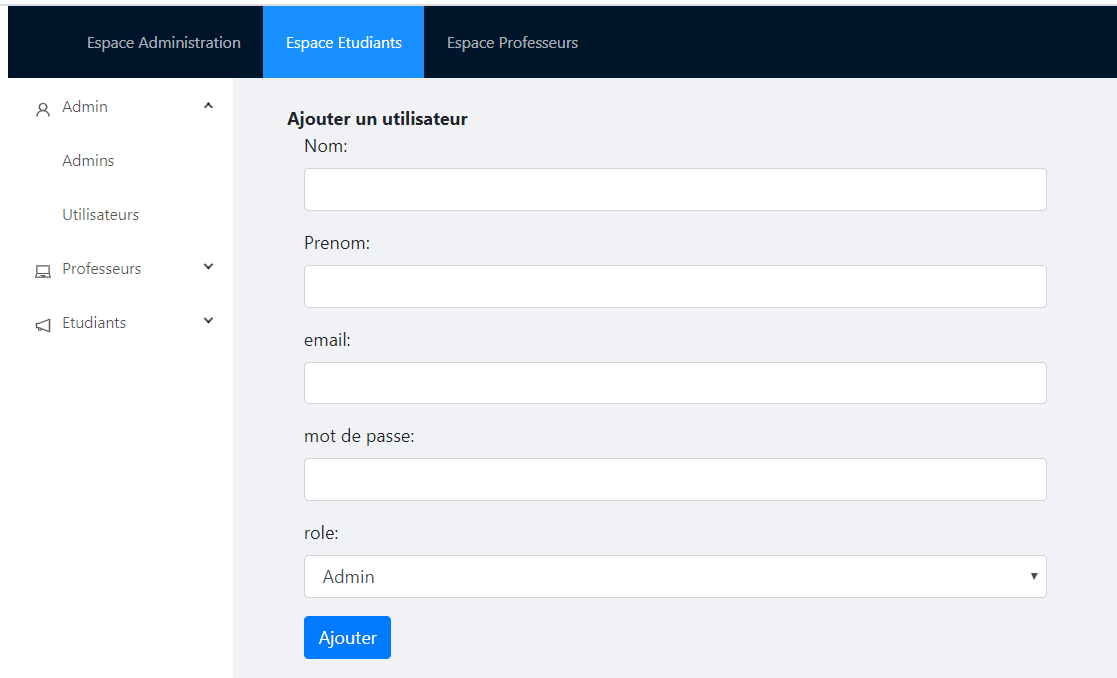 Espace Administration Espace Etudiants Espace Professeurs
Admin
Admins
Utilisateurs
Professeurs
Etudiants
Ajouter un utilisateur
Nom:
Prenom:
email:
mot de passe:
role:
Admin
Ajouter